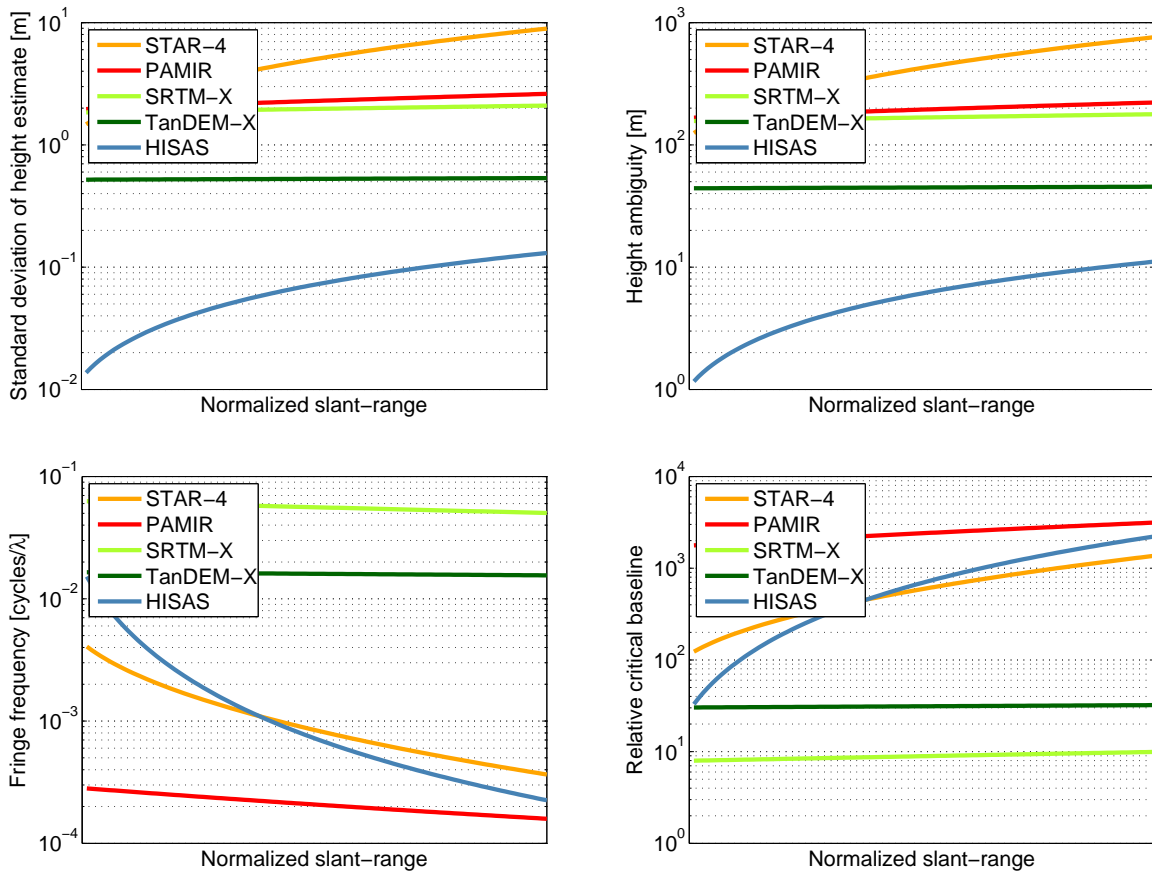 Standard deviation of height estimate [m]
10^1
10^0
10^−1
10^−2
STAR−4
PAMIR
SRTM−X
TanDEM−X
HISAS
Normalized slant−range
Height ambiguity [m]
10^3
10^2
10^1
10^0
STAR−4
PAMIR
SRTM−X
TanDEM−X
HISAS
Normalized slant−range
Fringe frequency [cycles/λ]
10^−1
10^−2
10^−3
10^−4
STAR−4
PAMIR
SRTM−X
TanDEM−X
HISAS
Normalized slant−range
Relative critical baseline
10^4
10^3
10^2
10^1
10^0
STAR−4
PAMIR
SRTM−X
TanDEM−X
HISAS
Normalized slant−range